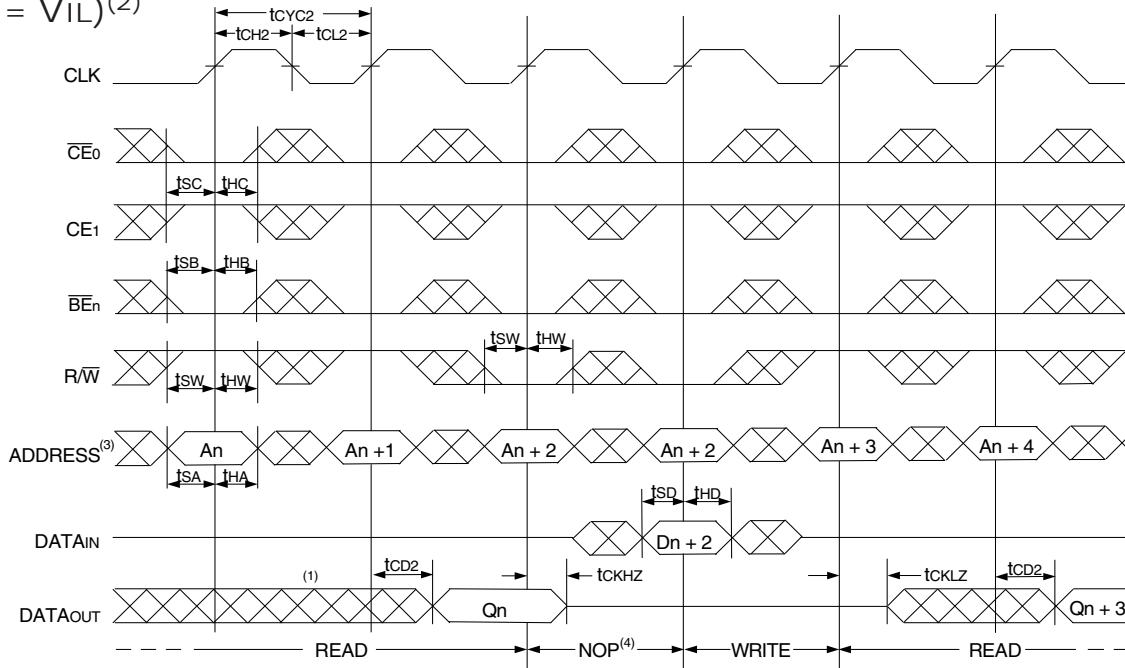 = VIL)(2)
tCYC2
tCH2 tCL2
CLK
CE0
tSC tHC
CE1
tSB tHB
BEn
tSW tHW
R/W
tSW tHW
ADDRESS(3) An An +1 An + 2 An + 2 An + 3 An + 4
tSA tHA
tSD tHD
DATAIN Dn + 2
(1) tCD2 tCKHZ tCKLZ tCD2
DATAOUT Qn Qn + 3
READ NOP(4) WRITE READ